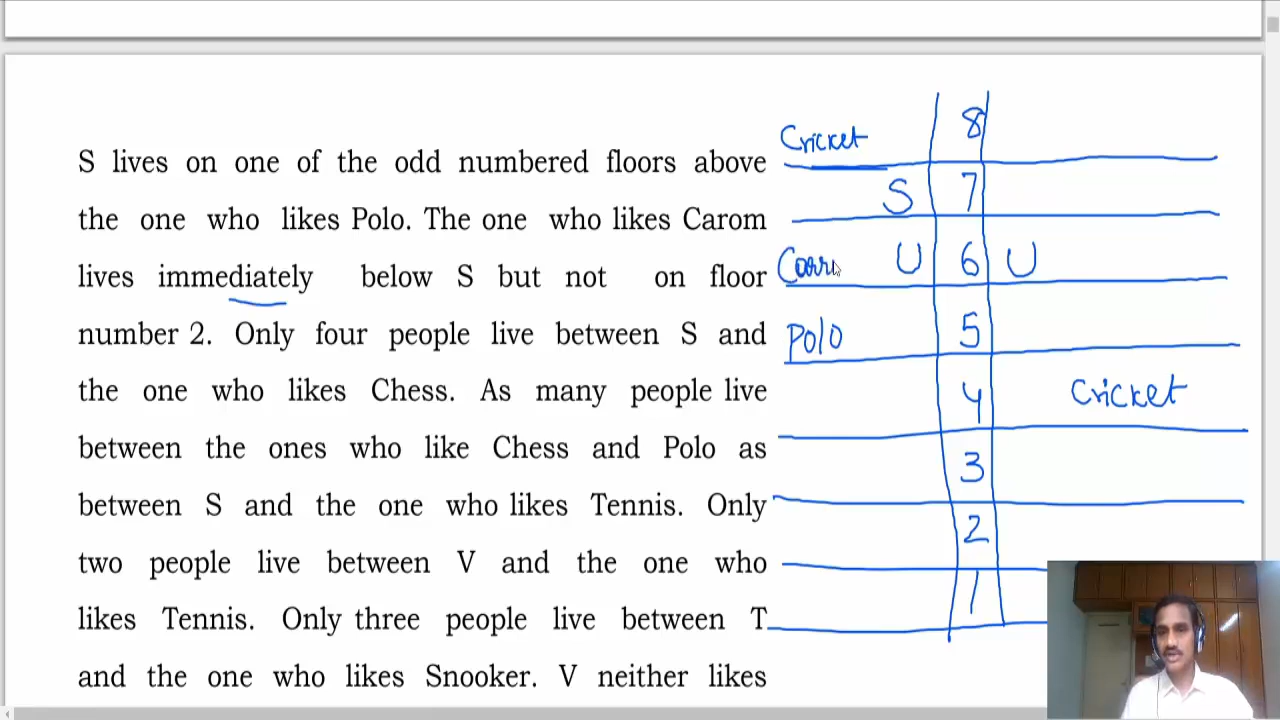 S lives on one of the odd numbered floors above
the one who likes Polo. The one who likes Carom
lives immediately below S but not on floor
number 2. Only four people live between S and
the one who likes Chess. As many people live
between the ones who like Chess and Polo as
between S and the one who likes Tennis. Only
two people live between V and the one who
likes Tennis. Only three people live between T
and the one who likes Snooker. V neither likes
Cricket 8
S 7
U 6 U
Polo 5
4 Cricket
3
2
1